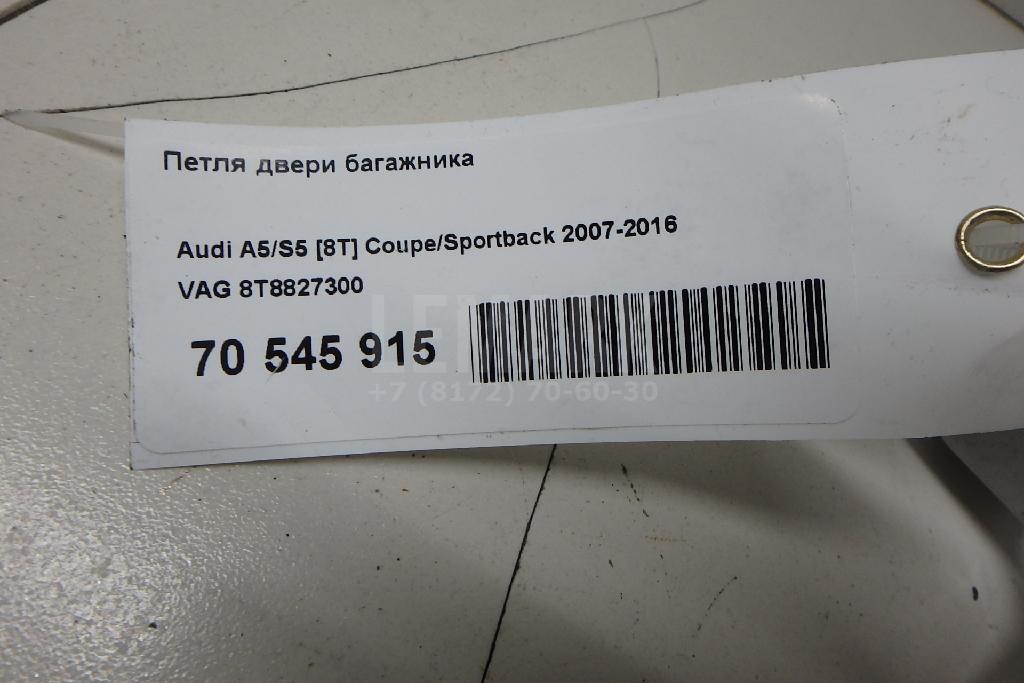 Петля двери багажника
Audi A5/S5 [8T] Coupe/Sportback 2007-2016
VAG 8T8827300
70 545 915
+7 (8172) 70-60-30